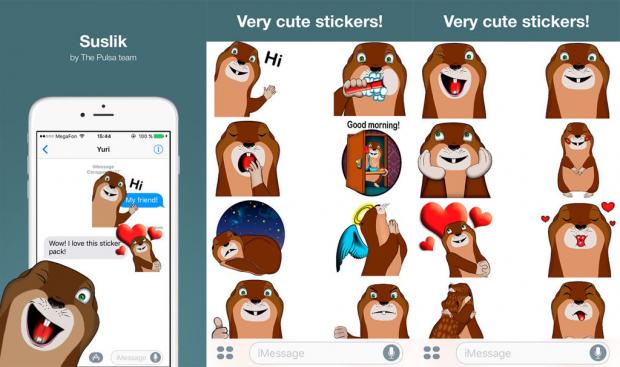 Suslik
by The Pulsa team
MegaFon
15:44
100 %
Yuri
iMessage
Hi
My friend!
Wow! I love this sticker
pack!
iMessage
Very cute stickers!
Hi
Good morning!
iMessage
Very cute stickers!
iMessage